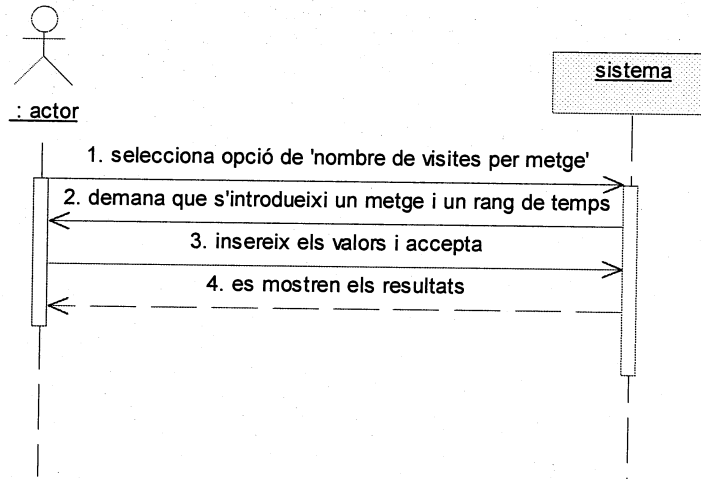 sistema
: actor
1. selecciona opció de 'nombre de visites per metge'
2. demana que s'introdueixi un metge i un rang de temps
3. insereix els valors i accepta
4. es mostren els resultats